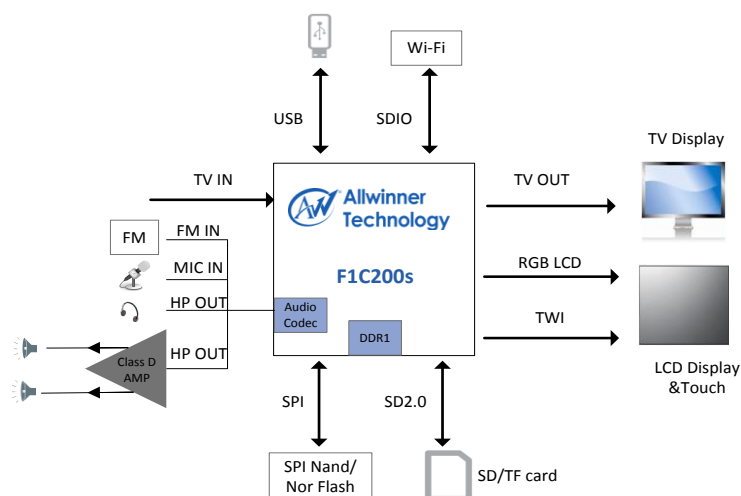 Wi-Fi
USB
SDIO
TV Display
TV IN
TV OUT
AW
Allwinner
Technology
FM
FM IN
MIC IN
RGB LCD
F1C200s
HP OUT
Audio
Codec
TWI
DDR1
HP OUT
Class D
AMP
LCD Display
&Touch
SPI
SD2.0
SPI Nand/
Nor Flash
SD/TF card